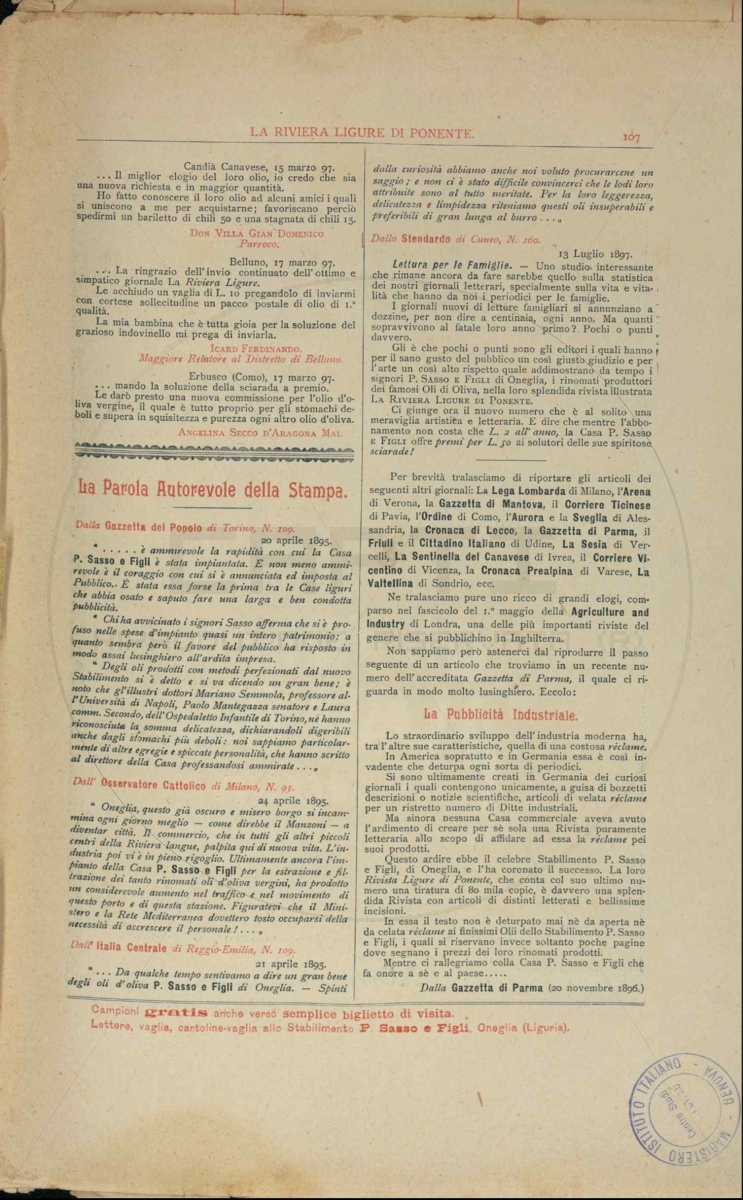 LA RIVIERA LIGURE DI PONENTE.
107
Candia Canavese, 15 marzo 97.
... Il miglior elogio del loro olio, io credo che sia
una nuova richiesta e in maggior quantità.
Ho fatto conoscere il loro olio ad alcuni amici i quali
si uniscono a me per acquistarne; favoriscano perciò
spedirmi un bariletto di chili 50 e una stagnata di chili 15.
DON VILLA GIAN DOMENICO
Parroco.
Belluno, 17 marzo 97.
... La ringrazio dell'invio continuato dell'ottimo e
simpatico giornale La Riviera Ligure.
Le acchiudo un vaglia di L. 10 pregandolo di inviarmi
con cortese sollecitudine un pacco postale di olio di 1.ª
qualità.
La mia bambina che è tutta gioia per la soluzione del
grazioso indovinello mi prega di inviarla.
ICARD FERDINANDO.
Maggiore Relatore al Distretto di Belluno.
Erbusco (Como), 17 marzo 97.
... mando la soluzione della sciarada a premio.
Le darò presto una nuova commissione per l'olio d'o-
liva vergine, il quale è tutto proprio per gli stomachi de-
boli e supera in squisitezza e purezza ogni altro olio d'oliva.
ANGELINA SECCO D'ARAGONA MAI.
La Parola Autorevole della Stampa.
Dalla Gazzetta del Popolo di Torino, N. 109.
20 aprile 1895.
" ..... è ammirevole la rapidità con cui la Casa
P. Sasso e Figli è stata impiantata. E non meno ammi-
revole è il coraggio con cui si è annunciata ed imposta al
Pubblico. È stata essa forse la prima tra le Case liguri
che abbia osato e saputo fare una larga e ben condotta
pubblicità.
" Chi ha avvicinato i signori Sasso afferma che si è pro-
fuso nelle spese d'impianto quasi un intero patrimonio: a
quanto sembra però il favore del pubblico ha risposto in
modo assai lusinghiero all'ardita impresa.
" Degli oli prodotti con metodi perfezionati dal nuovo
Stabilimento si è detto e si va dicendo un gran bene; è
noto che gl'illustri dottori Mariano Semmola, professore al-
l'Università di Napoli, Paolo Mantegazza senatore e Laura
comm. Secondo, dell'Ospedaletto Infantile di Torino, ne hanno
riconosciuta la somma delicatezza, dichiarandoli digeribili
anche dagli stomachi più deboli: noi sappiamo particolar-
mente di altre egregie e spiccate personalità, che hanno scritto
al direttore della Casa professandosi ammirate ... „
Dall' Osservatore Cattolico di Milano, N. 93.
24 aprile 1895.
" Oneglia, questo già oscuro e misero borgo si incam-
mina ogni giorno meglio — come direbbe il Manzoni — a
diventar città. Il commercio, che in tutti gli altri piccoli
centri della Riviera langue, palpita qui di nuova vita. L'in-
dustria poi vi è in pieno rigoglio. Ultimamente ancora l'im-
pianto della Casa P. Sasso e Figli per la estrazione e fil-
trazione dei tanto rinomati oli d'oliva vergini, ha prodotto
un considerevole aumento nel traffico e nel movimento di
questo porto e di questa stazione. Figuratevi che il Mini-
stero e la Rete Mediterranea dovettero tosto occuparsi della
necessità di accrescere il personale! ... „
Dall' Italia Centrale di Reggio-Emilia, N. 109.
21 aprile 1895.
" ... Da qualche tempo sentivamo a dire un gran bene
degli oli d'oliva P. Sasso e Figli di Oneglia. — Spinti
dalla curiosità abbiamo anche noi voluto procurarcene un
saggio; e non ci è stato difficile convincerci che le lodi loro
attribuite sono al tutto meritate. Per la loro leggerezza,
delicatezza e limpidezza riteniamo questi oli insuperabili e
preferibili di gran lunga al burro ... „
Dallo Stendardo di Cuneo, N. 160.
13 Luglio 1897.
Lettura per le Famiglie. — Uno studio interessante
che rimane ancora da fare sarebbe quello sulla statistica
dei nostri giornali letterari, specialmente sulla vita e vita-
lità che hanno da noi i periodici per le famiglie.
I giornali nuovi di letture famigliari si annunziano a
dozzine, per non dire a centinaia, ogni anno. Ma quanti
sopravvivono al fatale loro anno primo? Pochi o punti
davvero.
Gli è che pochi o punti sono gli editori i quali hanno
per il sano gusto del pubblico un così giusto giudizio e per
l'arte un così alto rispetto quale addimostrano da tempo i
signori P. SASSO E FIGLI di Oneglia, i rinomati produttori
dei famosi Oli di Oliva, nella loro splendida rivista illustrata
LA RIVIERA LIGURE DI PONENTE.
Ci giunge ora il nuovo numero che è al solito una
meraviglia artistica e letteraria. E dire che mentre l'abbo-
namento non costa che L. 2 all'anno, la Casa P. SASSO
E FIGLI offre premi per L. 50 ai solutori delle sue spiritose
sciarade!
Per brevità tralasciamo di riportare gli articoli dei
seguenti altri giornali: La Lega Lombarda di Milano, l'Arena
di Verona, la Gazzetta di Mantova, il Corriere Ticinese
di Pavia, l'Ordine di Como, l'Aurora e la Sveglia di Ales-
sandria, la Cronaca di Lecco, la Gazzetta di Parma, il
Friuli e il Cittadino Italiano di Udine, La Sesia di Ver-
celli, La Sentinella del Canavese di Ivrea, il Corriere Vi-
centino di Vicenza, la Cronaca Prealpina di Varese, La
Valtellina di Sondrio, ecc.
Ne tralasciamo pure uno ricco di grandi elogi, com-
parso nel fascicolo del 1.º maggio della Agriculture and
Industry di Londra, una delle più importanti riviste del
genere che si pubblichino in Inghilterra.
Non sappiamo però astenerci dal riprodurre il passo
seguente di un articolo che troviamo in un recente nu-
mero dell'accreditata Gazzetta di Parma, il quale ci ri-
guarda in modo molto lusinghiero. Eccolo:
La Pubblicità Industriale.
Lo straordinario sviluppo dell'industria moderna ha,
tra l'altre sue caratteristiche, quella di una costosa réclame.
In America sopratutto e in Germania essa è così in-
vadente che deturpa ogni sorta di periodici.
Si sono ultimamente creati in Germania dei curiosi
giornali i quali contengono unicamente, a guisa di bozzetti
descrizioni o notizie scientifiche, articoli di velata réclame
per un ristretto numero di Ditte industriali.
Ma sinora nessuna Casa commerciale aveva avuto
l'ardimento di creare per sè sola una Rivista puramente
letteraria allo scopo di affidare ad essa la réclame pei
suoi prodotti.
Questo ardire ebbe il celebre Stabilimento P. Sasso
e Figli, di Oneglia, e l'ha coronato il successo. La loro
Rivista Ligure di Ponente, che conta col suo ultimo nu-
mero una tiratura di 80 mila copie, è davvero una splen-
dida Rivista con articoli di distinti letterati e bellissime
incisioni.
In essa il testo non è deturpato mai nè da aperta nè
da celata réclame ai finissimi Olii dello Stabilimento P. Sasso
e Figli, i quali si riservano invece soltanto poche pagine
dove segnano i prezzi dei loro rinomati prodotti.
Mentre ci rallegriamo colla Casa P. Sasso e Figli che
fa onore a sè e al paese.....
Dalla Gazzetta di Parma (20 novembre 1896.)
Campioni gratis anche verso semplice biglietto di visita.
Lettere, vaglia, cartoline-vaglia allo Stabilimento P. Sasso e Figli, Oneglia (Liguria).
MAGISTERO ISTITUTO ITALIANO - GENOVA -
Centro Studi